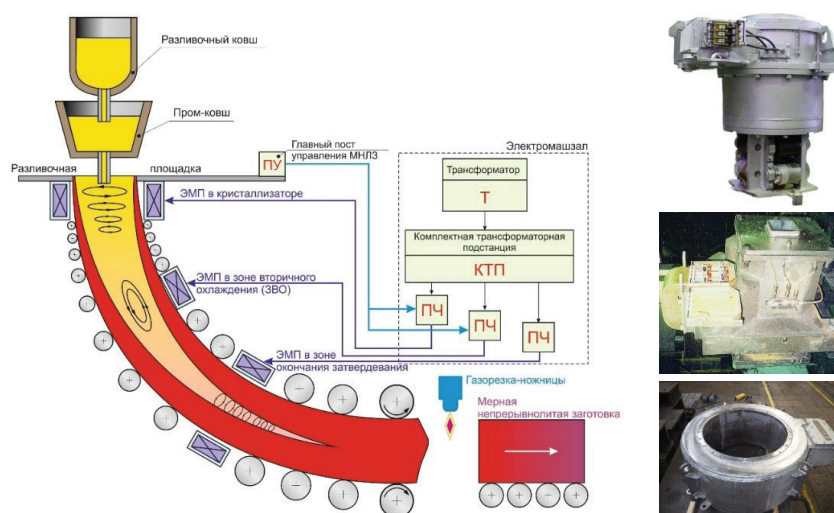 Разливочный ковш
Пром-ковш
Разливочная площадка
ПУ
Главный пост
управления МНЛЗ
Электромашзал
Трансформатор
Т
ЭМП в кристаллизаторе
Комплектная трансформаторная
подстанция
КТП
ЭМП в зоне вторичного
охлаждения (ЗВО)
ПЧ
ПЧ
ПЧ
ЭМП в зоне
окончания затвердевания
Газорезка-ножницы
Мерная
непрерывнолитая заготовка